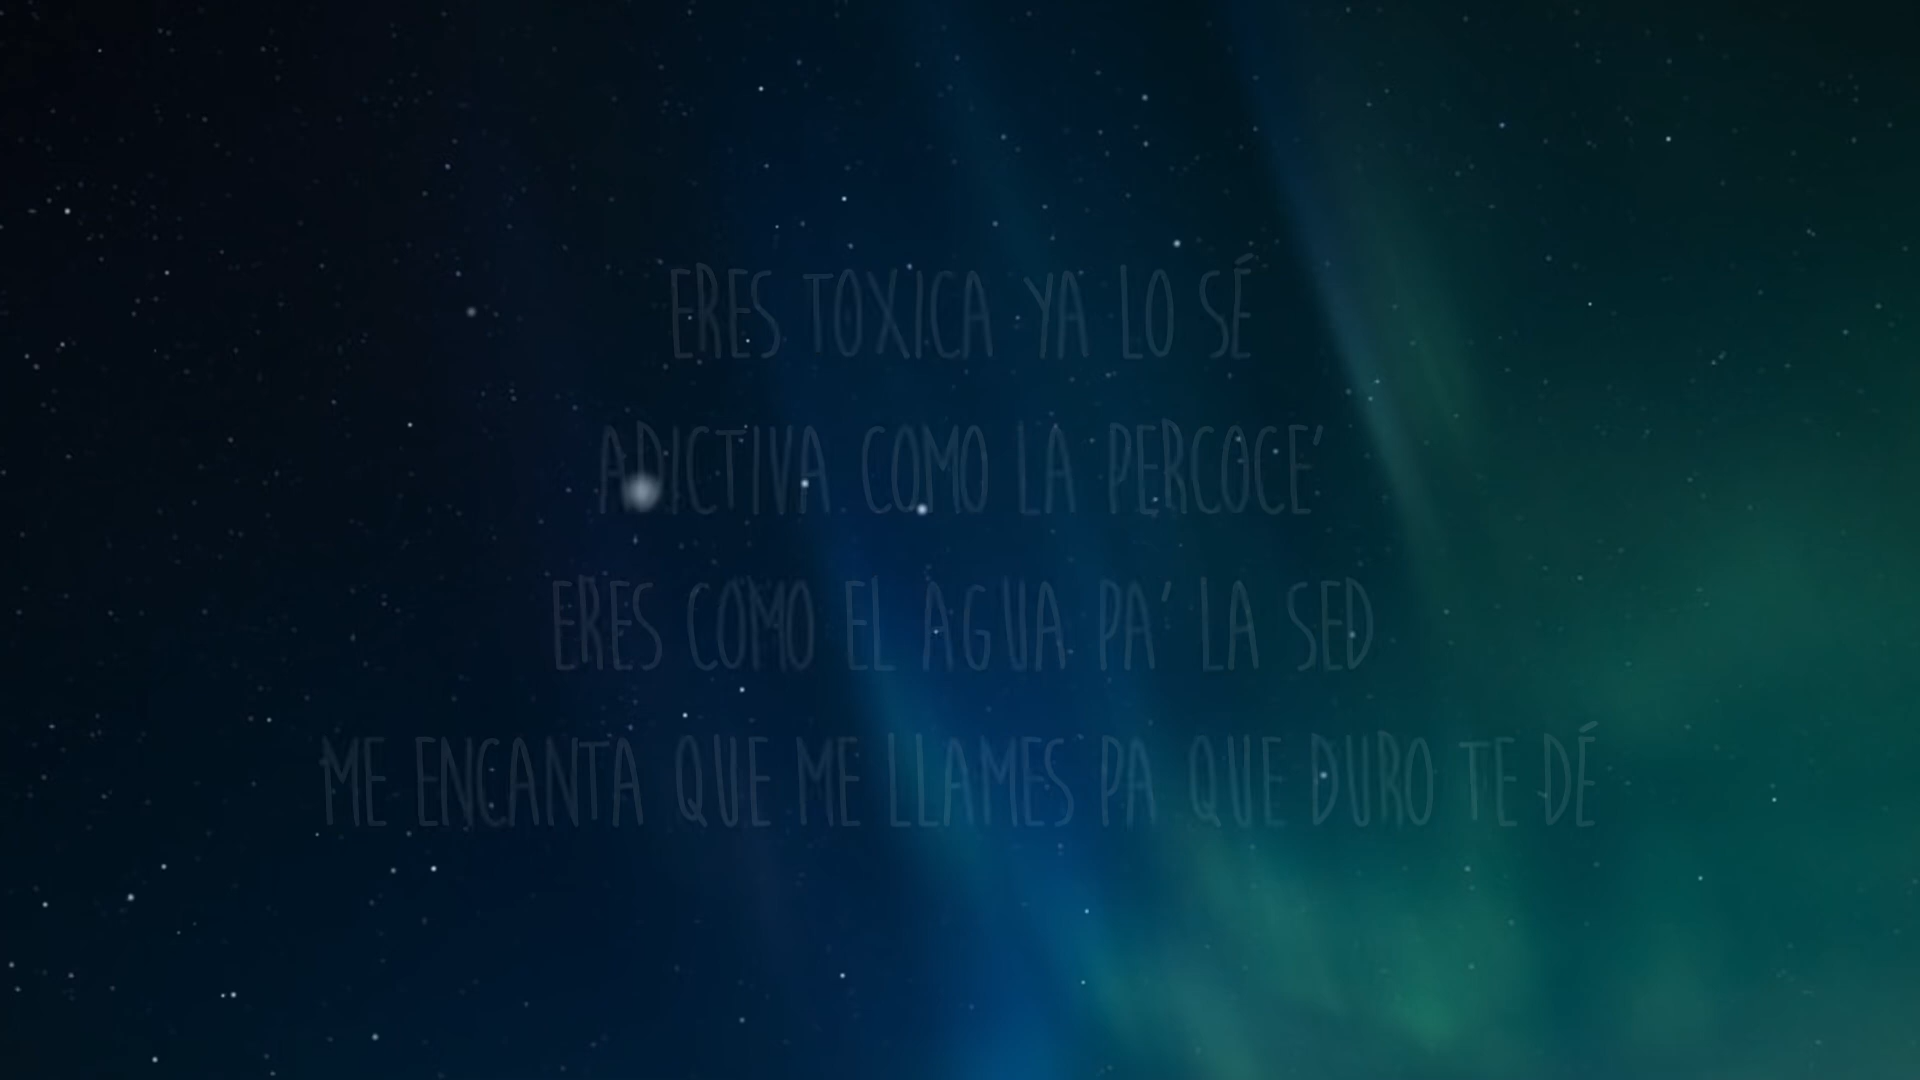 ERES TOXICA YA LO SÉ
ADICTIVA COMO LA PERCOCE'
ERES COMO EL AGUA PA' LA SED
ME ENCANTA QUE ME LLAMES PA QUE DURO TE DÉ